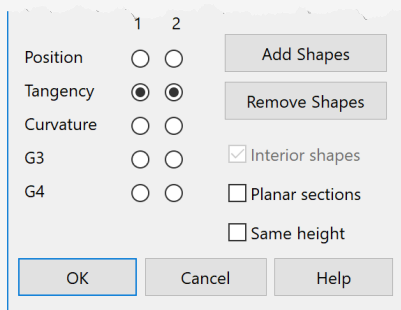 1 2
Position
Tangency
Curvature
G3
G4
Add Shapes
Remove Shapes
Interior shapes
Planar sections
Same height
OK Cancel Help